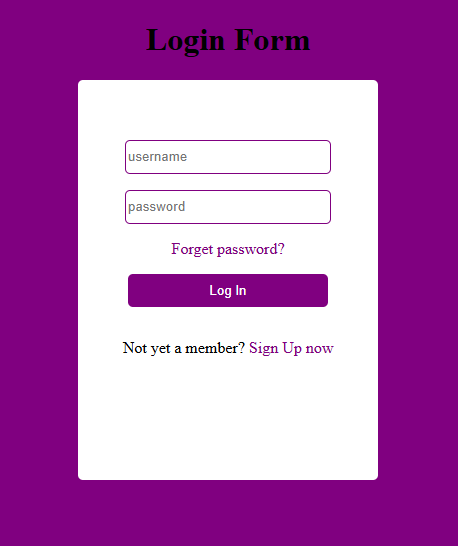 Login Form
username
password
Forget password?
Log In
Not yet a member? Sign Up now